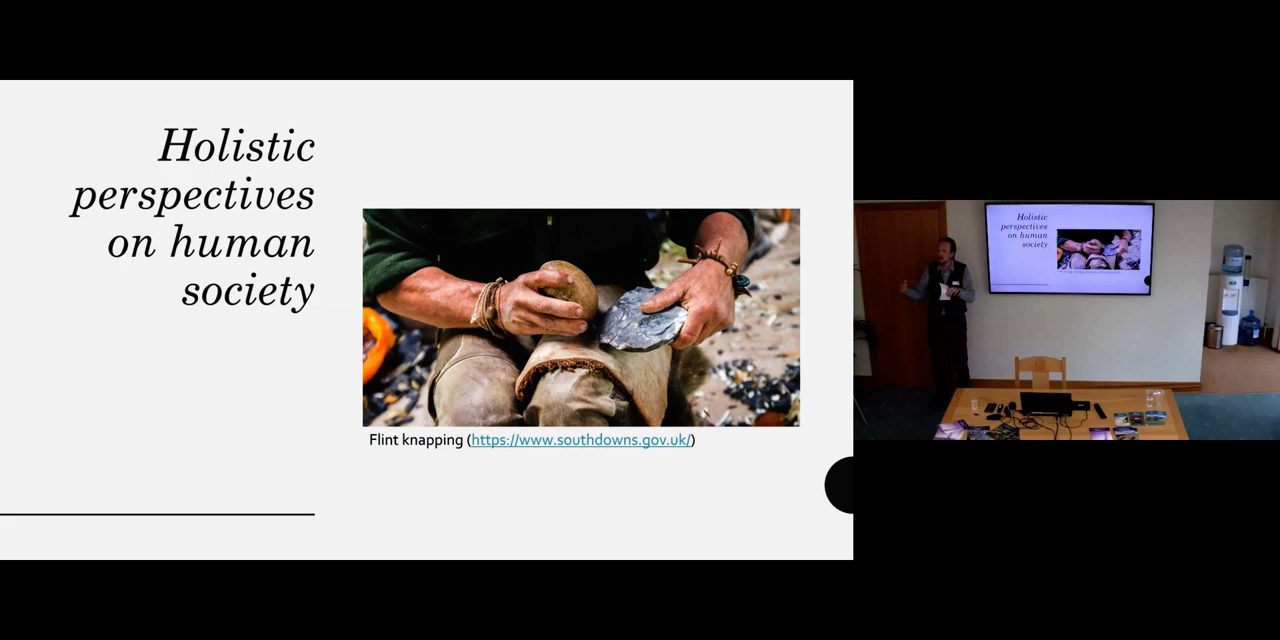 Holistic
perspectives
on human
society
Flint knapping (https://www.southdowns.gov.uk/)
Holistic
perspectives
on human
society